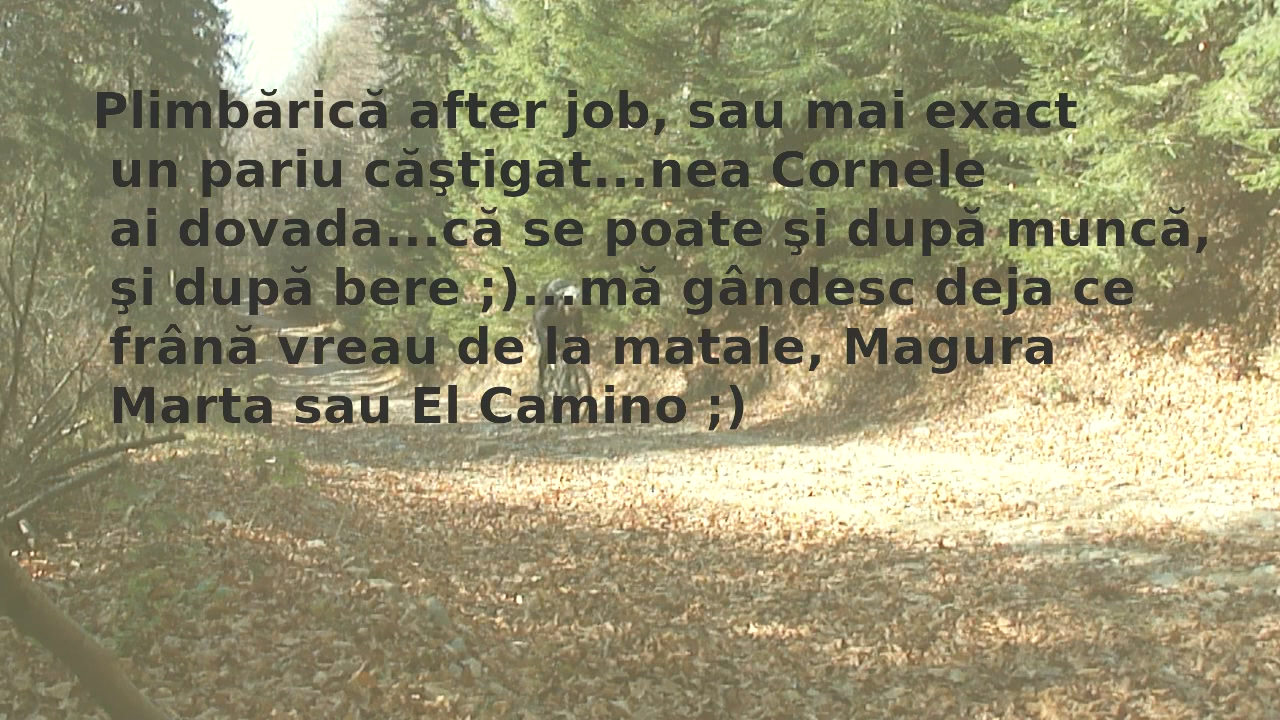 Plimbărică after job, sau mai exact
un pariu căştigat...nea Cornele
ai dovada...că se poate şi după muncă,
şi după bere ;)...mă gândesc deja ce
frână vreau de la matale, Magura
Marta sau El Camino ;)